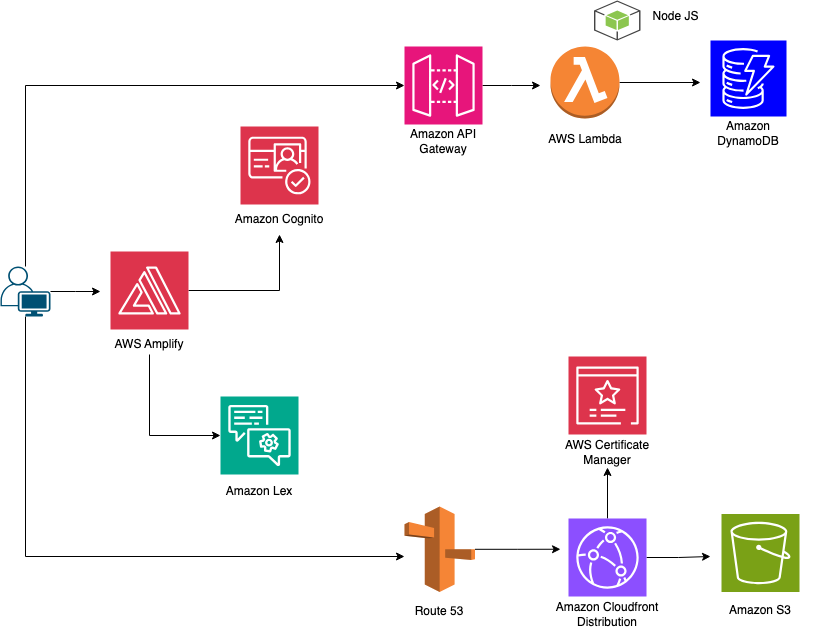 Node JS
Amazon API
Gateway
AWS Lambda
Amazon
DynamoDB
Amazon Cognito
AWS Amplify
AWS Certificate
Manager
Amazon Lex
Route 53
Amazon Cloudfront
Distribution
Amazon S3